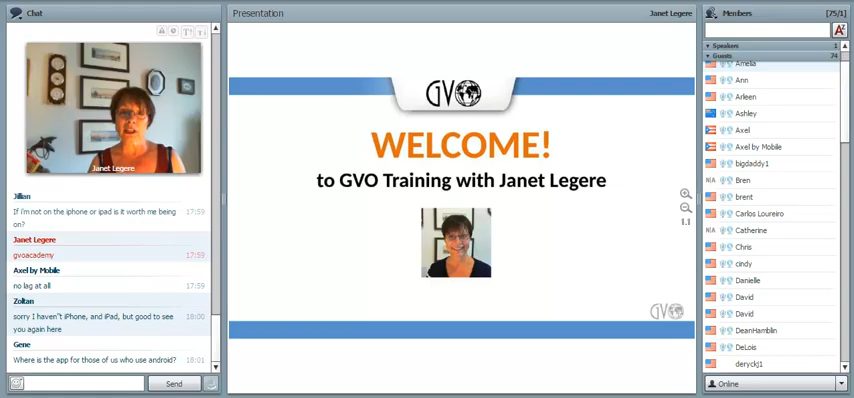 Chat
Janet Legere
Jillian
If I'm not on the iphone or ipad is it worth me being
on?
17:59
Janet Legere
gvoacademy
17:59
Axel by Mobile
no lag at all
17:59
Zoltan
sorry I haven"t iPhone, and iPad, but good to see
you again here
18:00
Gene
Where is the app for those of us who use android?
18:01
Send
Presentation
Janet Legere
GVO
WELCOME!
to GVO Training with Janet Legere
GVO
1.1
Members
[75/1]
AZ
Speakers
1
Guests
74
Amelia
Ann
Arleen
Ashley
Axel
Axel by Mobile
bigdaddy1
N/A
Bren
brent
Carlos Loureiro
N/A
Catherine
Chris
cindy
Danielle
David
David
DeanHamblin
DeLois
deryckj1
Online